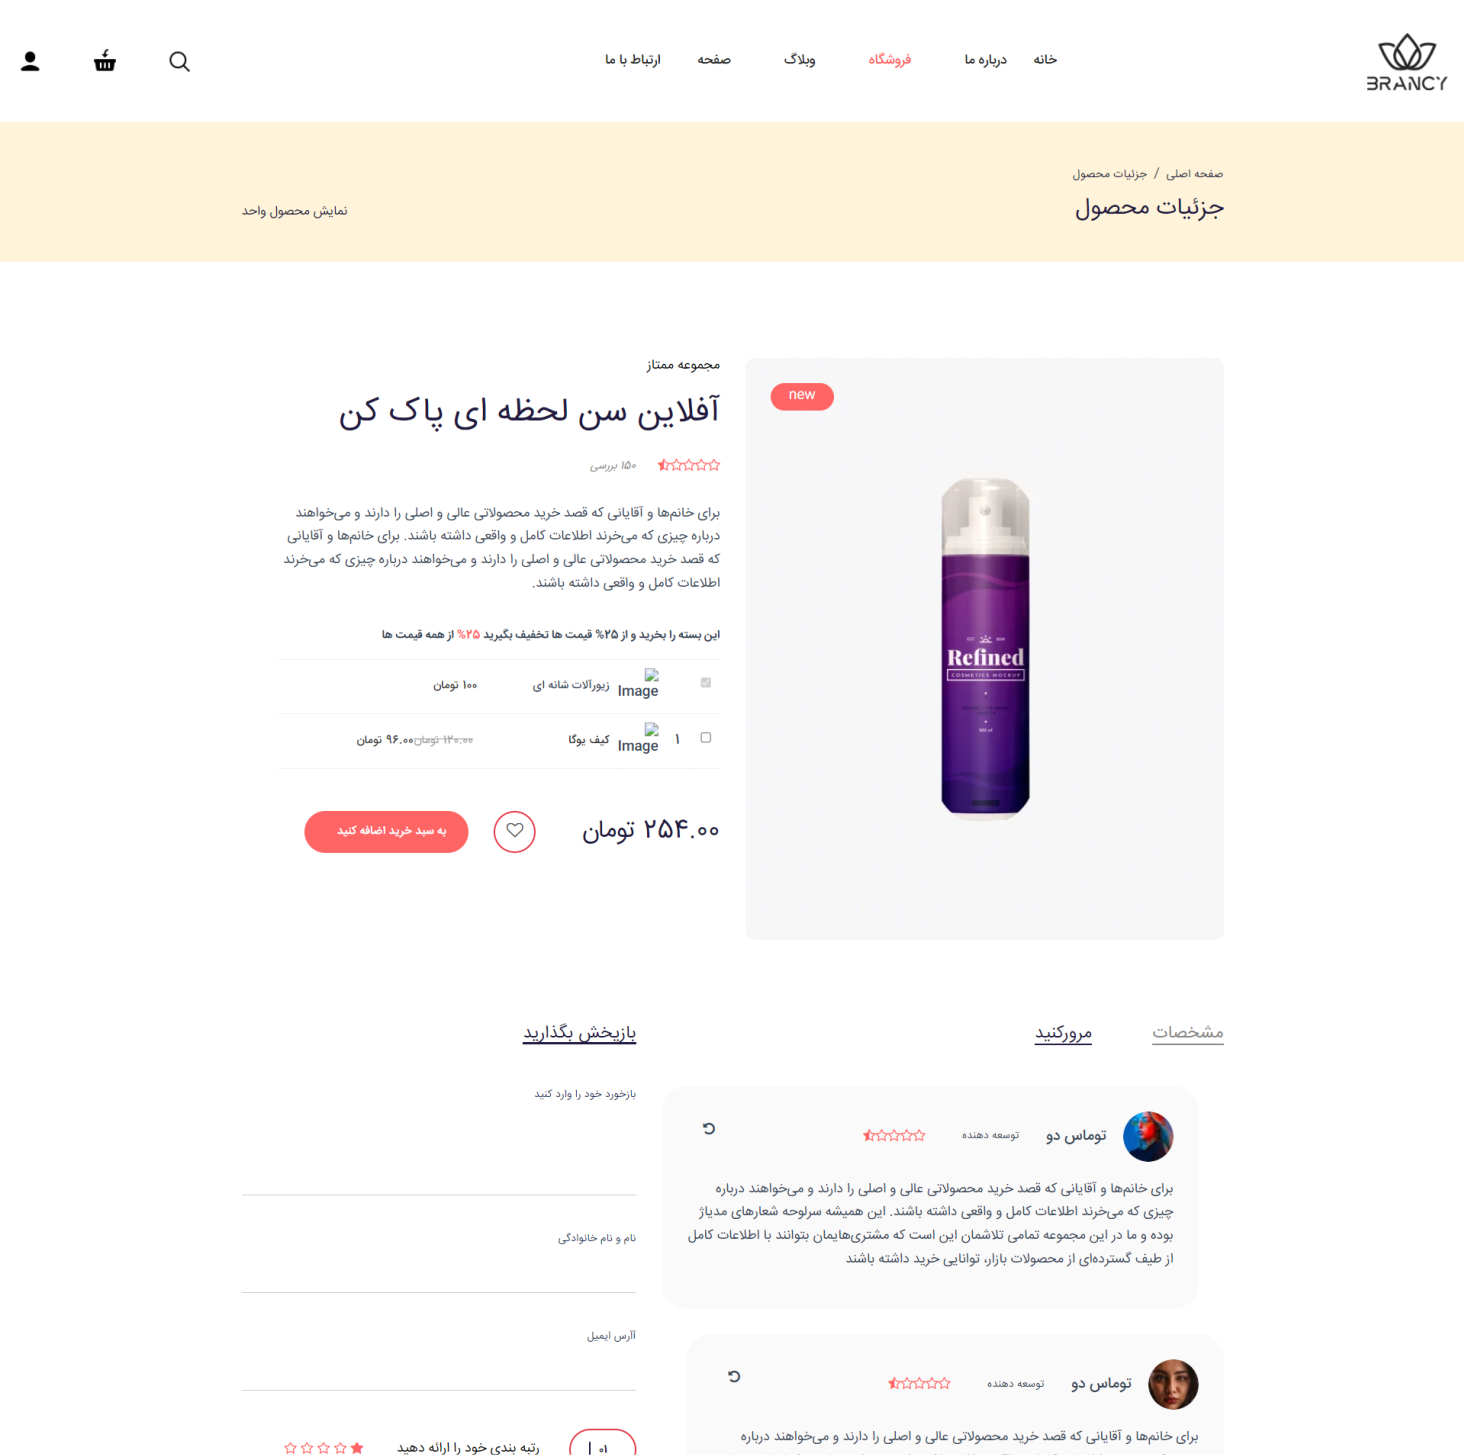 BRANCY
خانه
درباره ما
فروشگاه
وبلاگ
صفحه
ارتباط با ما
صفحه اصلی / جزئیات محصول
جزئیات محصول
نمایش محصول واحد
new
Refined
COSMETICS MOCKUP
مجموعه ممتاز
آفلاین سن لحظه ای پاک کن
۱۵۰ بررسی
برای خانم‌ها و آقایانی که قصد خرید محصولاتی عالی و اصلی را دارند و می‌خواهند
درباره چیزی که می‌خرند اطلاعات کامل و واقعی داشته باشند. برای خانم‌ها و آقایانی
که قصد خرید محصولاتی عالی و اصلی را دارند و می‌خواهند درباره چیزی که می‌خرند
اطلاعات کامل و واقعی داشته باشند.
این بسته را بخرید و از ۲۵% قیمت ها تخفیف بگیرید ۲۵% از همه قیمت ها
Image
زیورآلات شانه ای
۱۰۰ تومان
۱
Image
کیف یوگا
۱۲۰.۰۰ تومان۹۶.۰۰ تومان
۲۵۴.۰۰ تومان
به سبد خرید اضافه کنید
مشخصات
مرورکنید
توماس دو
توسعه دهنده
برای خانم‌ها و آقایانی که قصد خرید محصولاتی عالی و اصلی را دارند و می‌خواهند درباره
چیزی که می‌خرند اطلاعات کامل و واقعی داشته باشند. این همیشه سرلوحه شعارهای مدیاژ
بوده و ما در این مجموعه تمامی تلاشمان این است که مشتری‌هایمان بتوانند با اطلاعات کامل
از طیف گسترده‌ای از محصولات بازار، توانایی خرید داشته باشند
توماس دو
توسعه دهنده
برای خانم‌ها و آقایانی که قصد خرید محصولاتی عالی و اصلی را دارند و می‌خواهند درباره
بازیخش بگذارید
بازخورد خود را وارد کنید
نام و نام خانوادگی
آارس ایمیل
۰۱
رتبه بندی خود را ارائه دهید